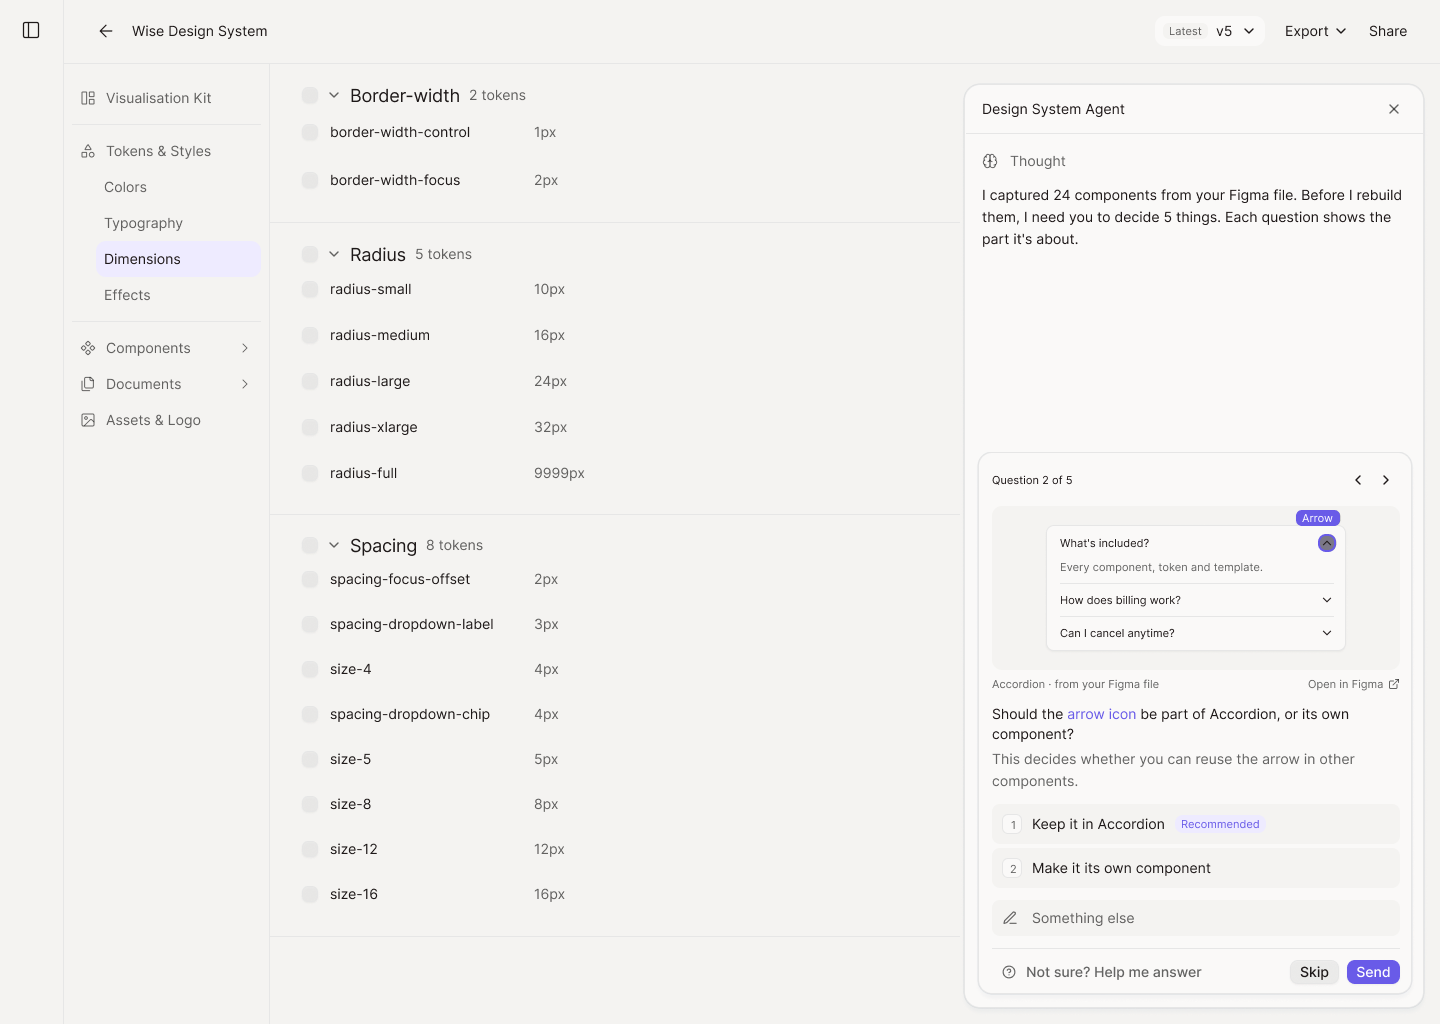 Wise Design System
Latest v5
Export
Share
Visualisation Kit
Tokens & Styles
Colors
Typography
Dimensions
Effects
Components
Documents
Assets & Logo
Border-width 2 tokens
border-width-control 1px
border-width-focus 2px
Radius 5 tokens
radius-small 10px
radius-medium 16px
radius-large 24px
radius-xlarge 32px
radius-full 9999px
Spacing 8 tokens
spacing-focus-offset 2px
spacing-dropdown-label 3px
size-4 4px
spacing-dropdown-chip 4px
size-5 5px
size-8 8px
size-12 12px
size-16 16px
Design System Agent
Thought
I captured 24 components from your Figma file. Before I rebuild
them, I need you to decide 5 things. Each question shows the
part it's about.
Question 2 of 5
Arrow
What's included?
Every component, token and template.
How does billing work?
Can I cancel anytime?
Accordion · from your Figma file
Open in Figma
Should the arrow icon be part of Accordion, or its own
component?
This decides whether you can reuse the arrow in other
components.
1 Keep it in Accordion Recommended
2 Make it its own component
Something else
Not sure? Help me answer
Skip
Send